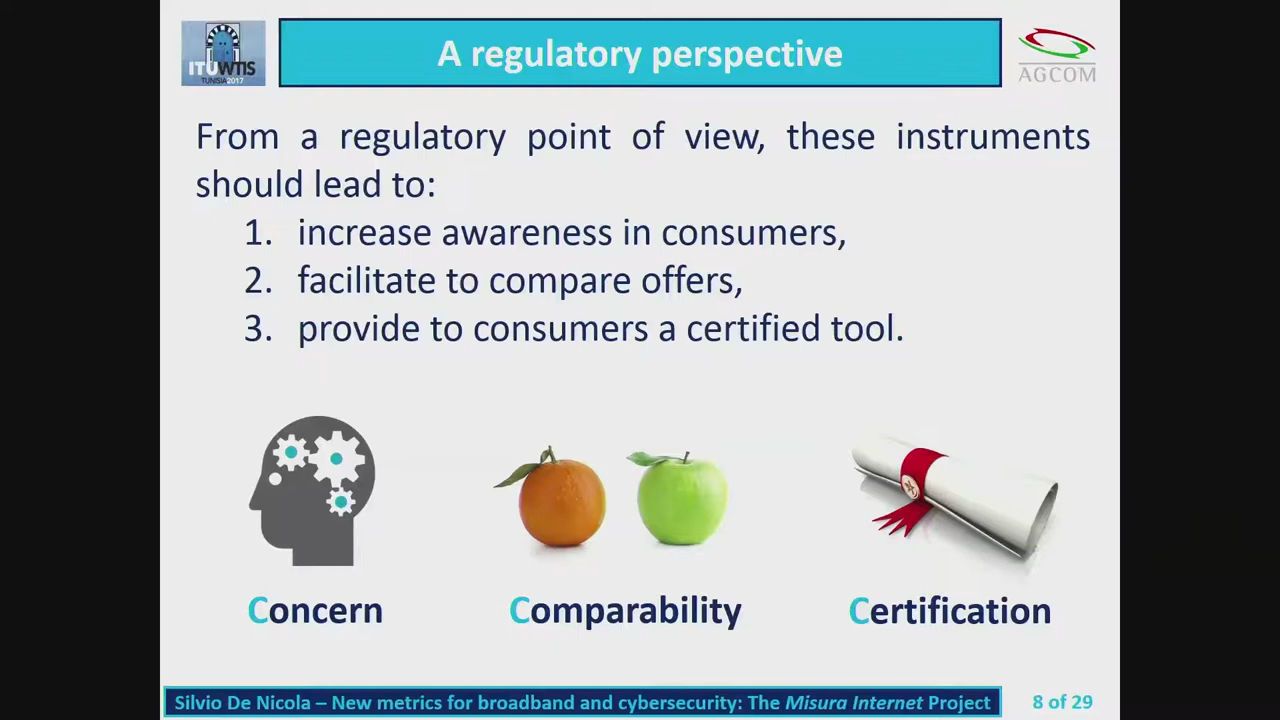 ITU WTIS
TUNISIA 2017
A regulatory perspective
AGCOM
From a regulatory point of view, these instruments
should lead to:
1. increase awareness in consumers,
2. facilitate to compare offers,
3. provide to consumers a certified tool.
Concern
Comparability
Certification
Silvio De Nicola – New metrics for broadband and cybersecurity: The Misura Internet Project
8 of 29